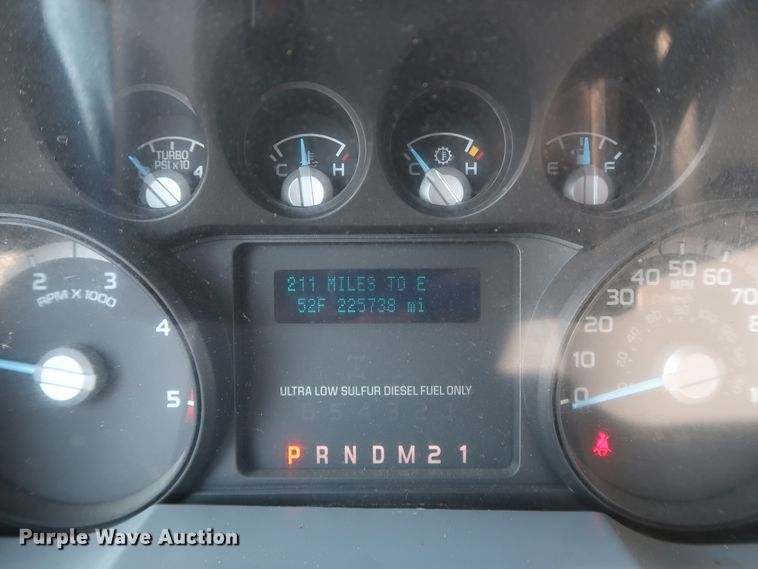 TURBO
PSI x 10
4
C H
C H
E F
211 MILES TO E
52F 225738 mi
2 3
RPM X 1000
4
5
ULTRA LOW SULFUR DIESEL FUEL ONLY
P R N D M 2 1
50
40 60
MPH
30 70
20 80
0
Purple Wave Auction